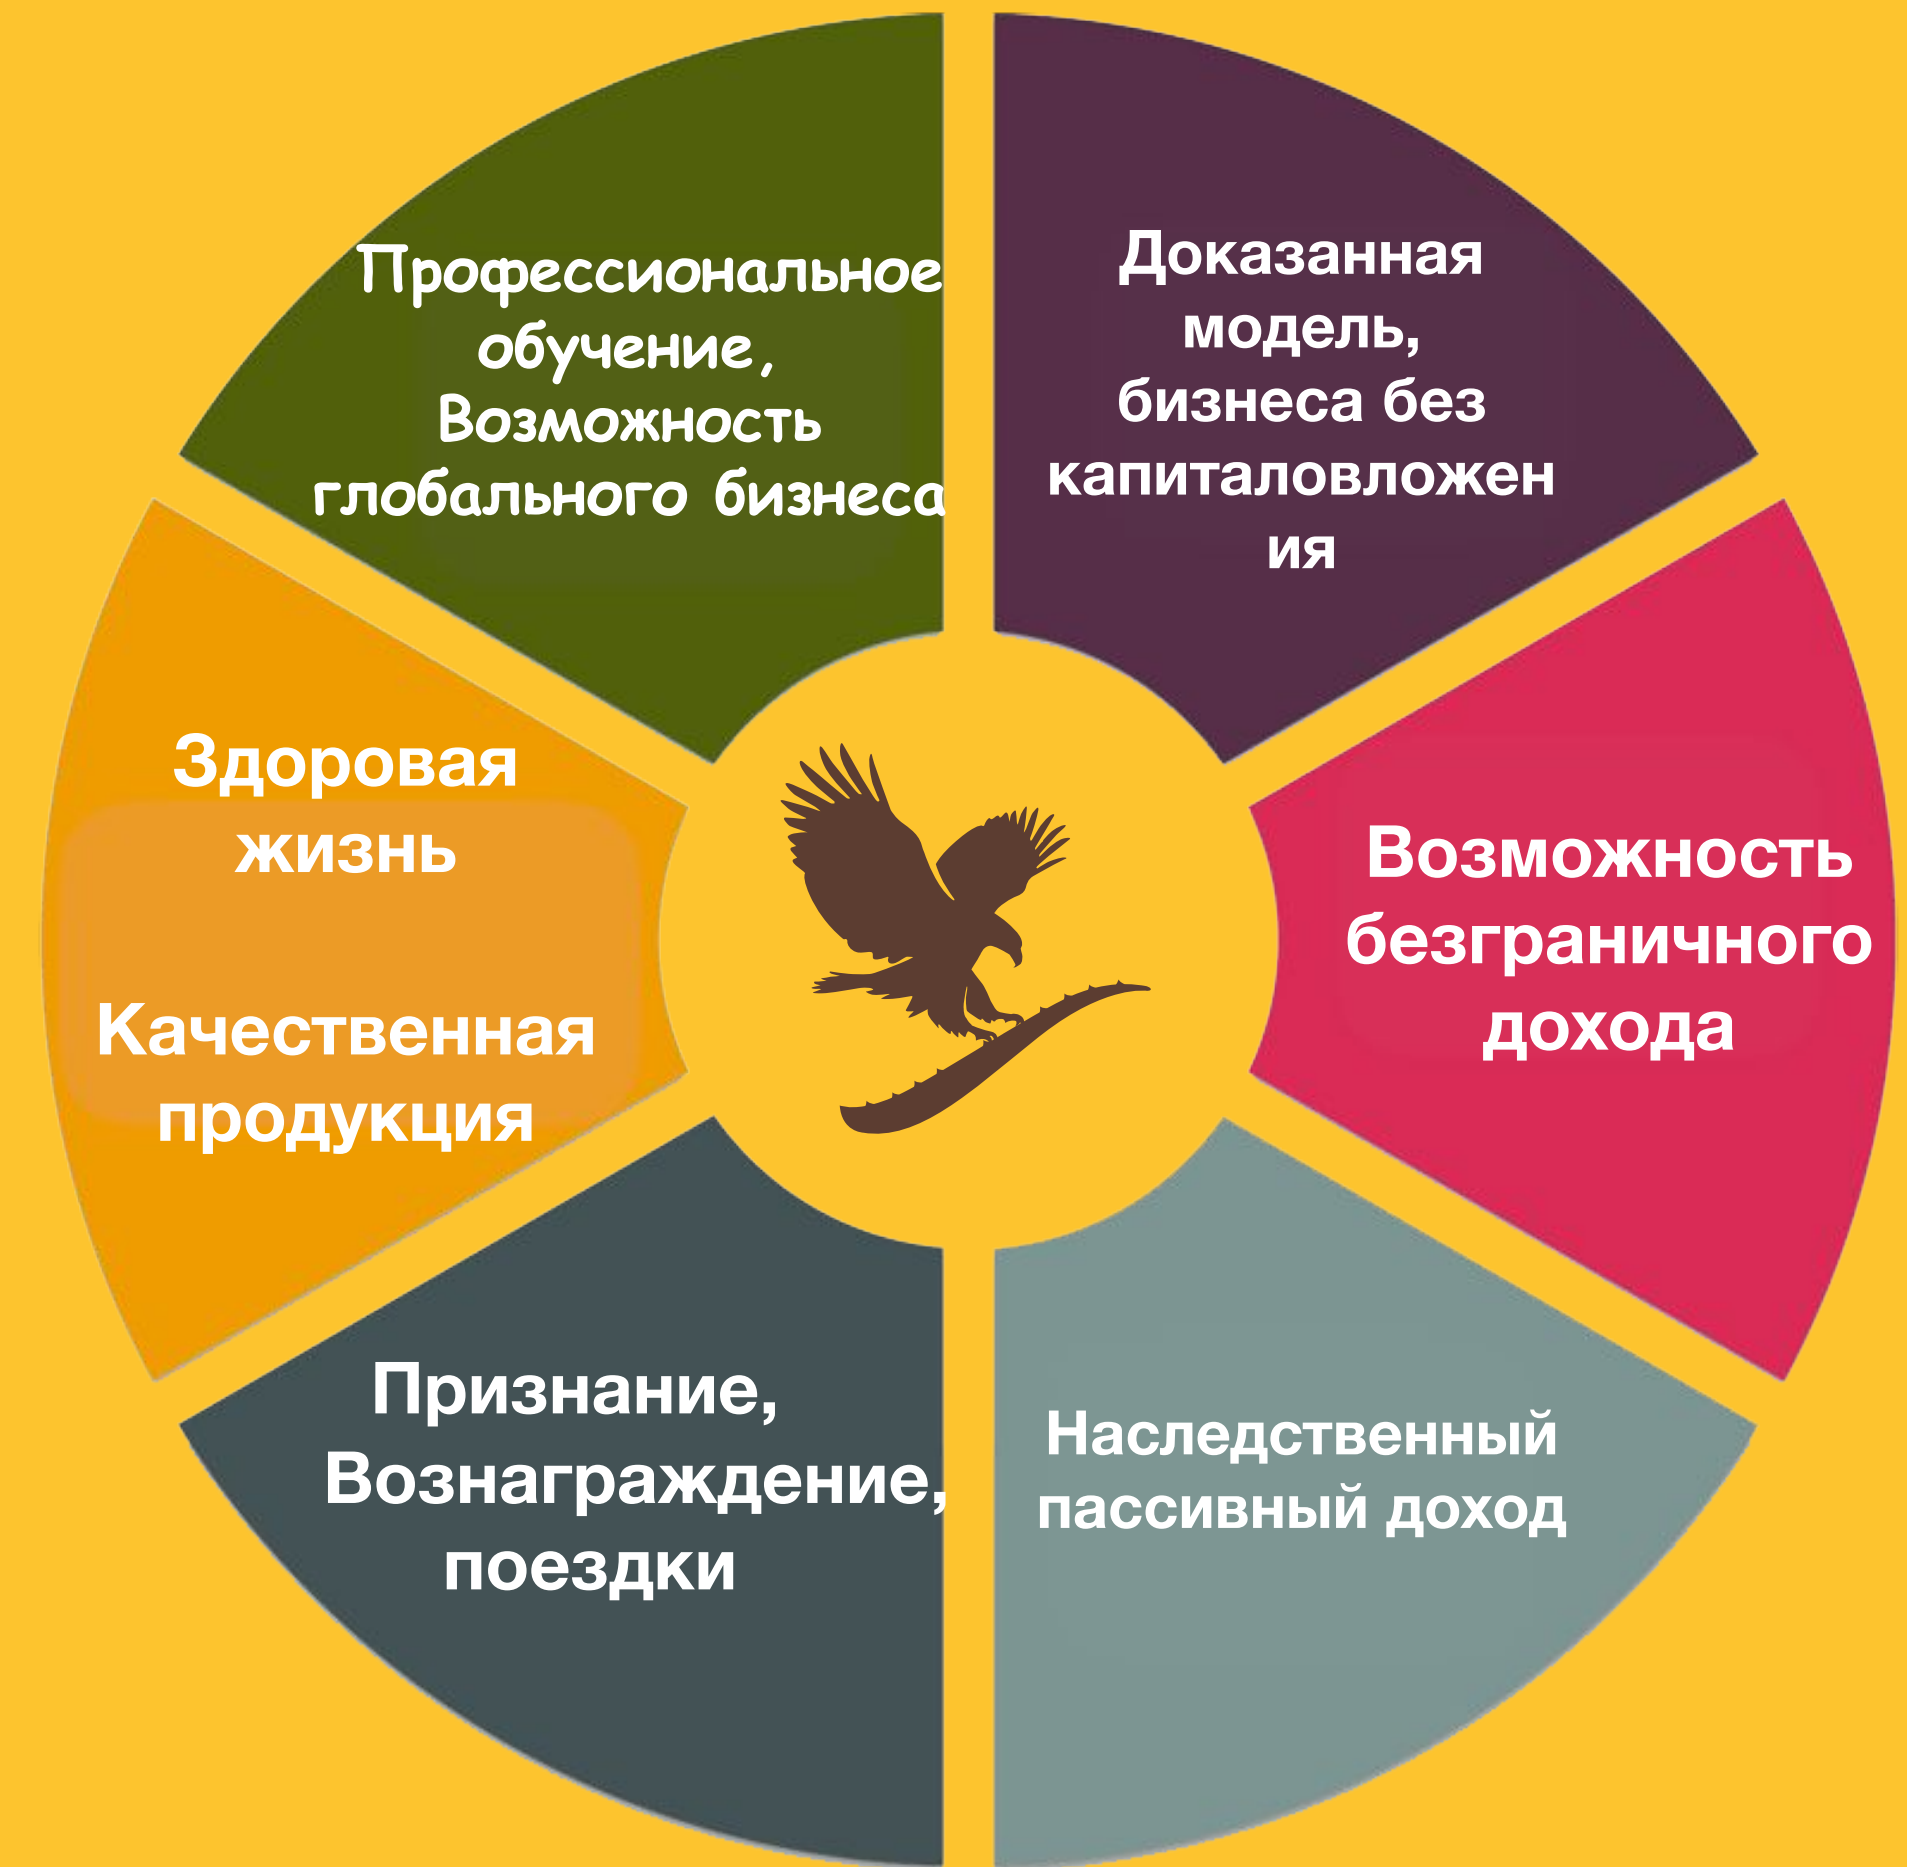 Профессиональное
обучение,
Возможность
глобального бизнеса
Доказанная
модель,
бизнеса без
капиталовложен
ия
Здоровая
жизнь
Качественная
продукция
Возможность
безграничного
дохода
Признание,
Вознаграждение,
поездки
Наследственный
пассивный доход